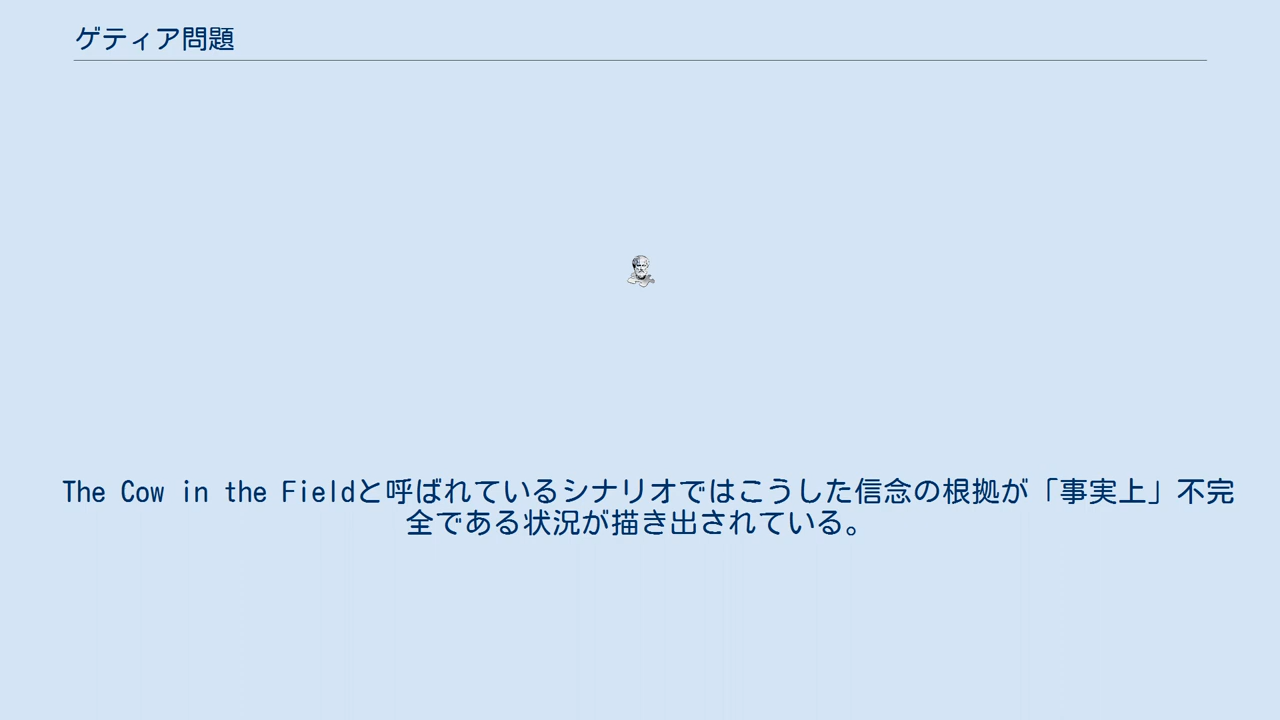 ゲティア問題
The Cow in the Fieldと呼ばれているシナリオではこうした信念の根拠が「事実上」不完
全である状況が描き出されている。